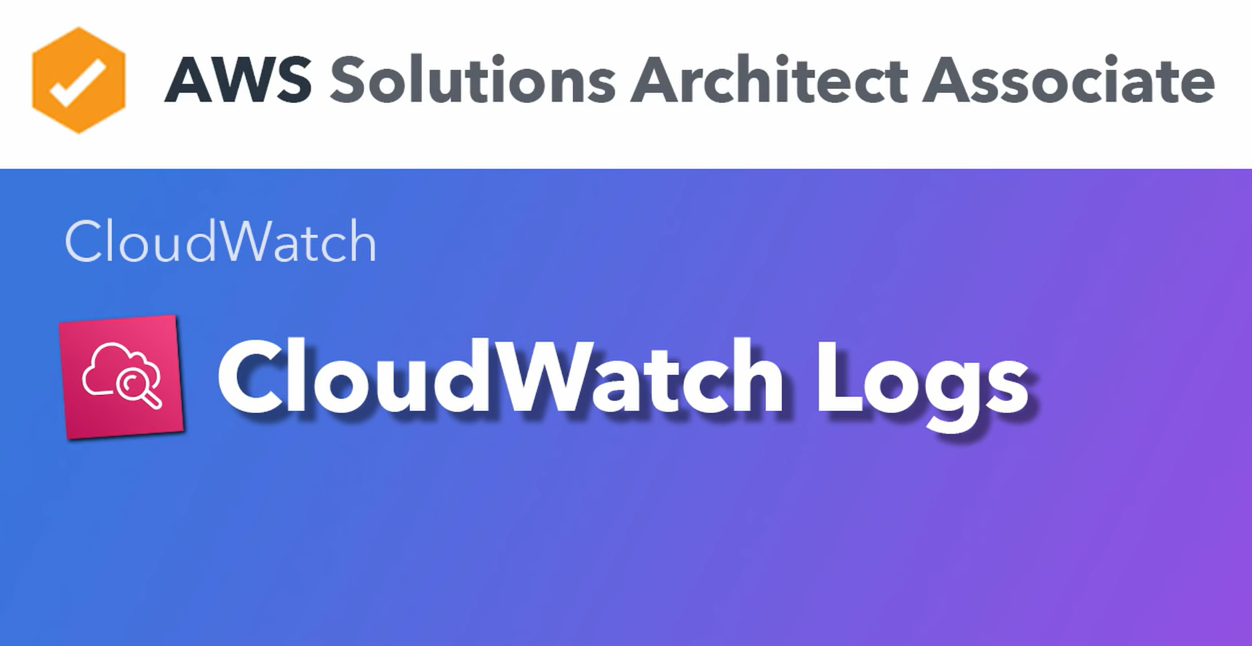 AWS Solutions Architect Associate
CloudWatch
CloudWatch Logs